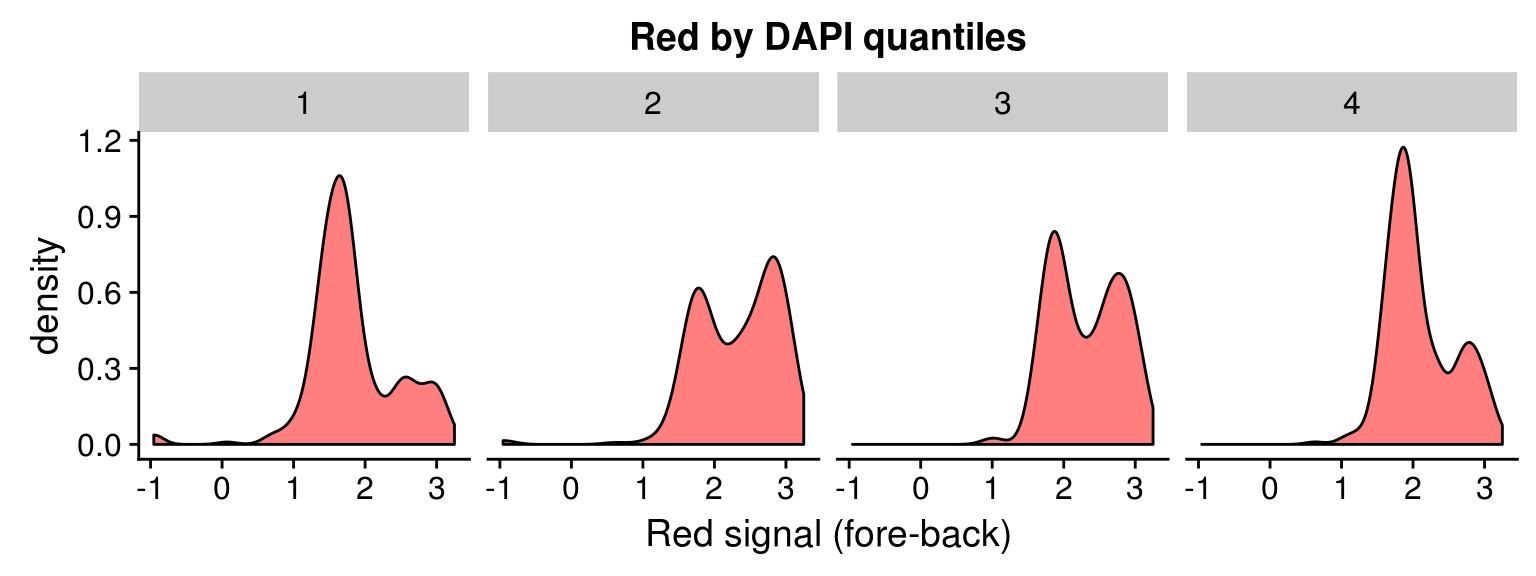 Red by DAPI quantiles
1 2 3 4
density
1.2
0.9
0.6
0.3
0.0
-1 0 1 2 3 -1 0 1 2 3 -1 0 1 2 3 -1 0 1 2 3
Red signal (fore-back)